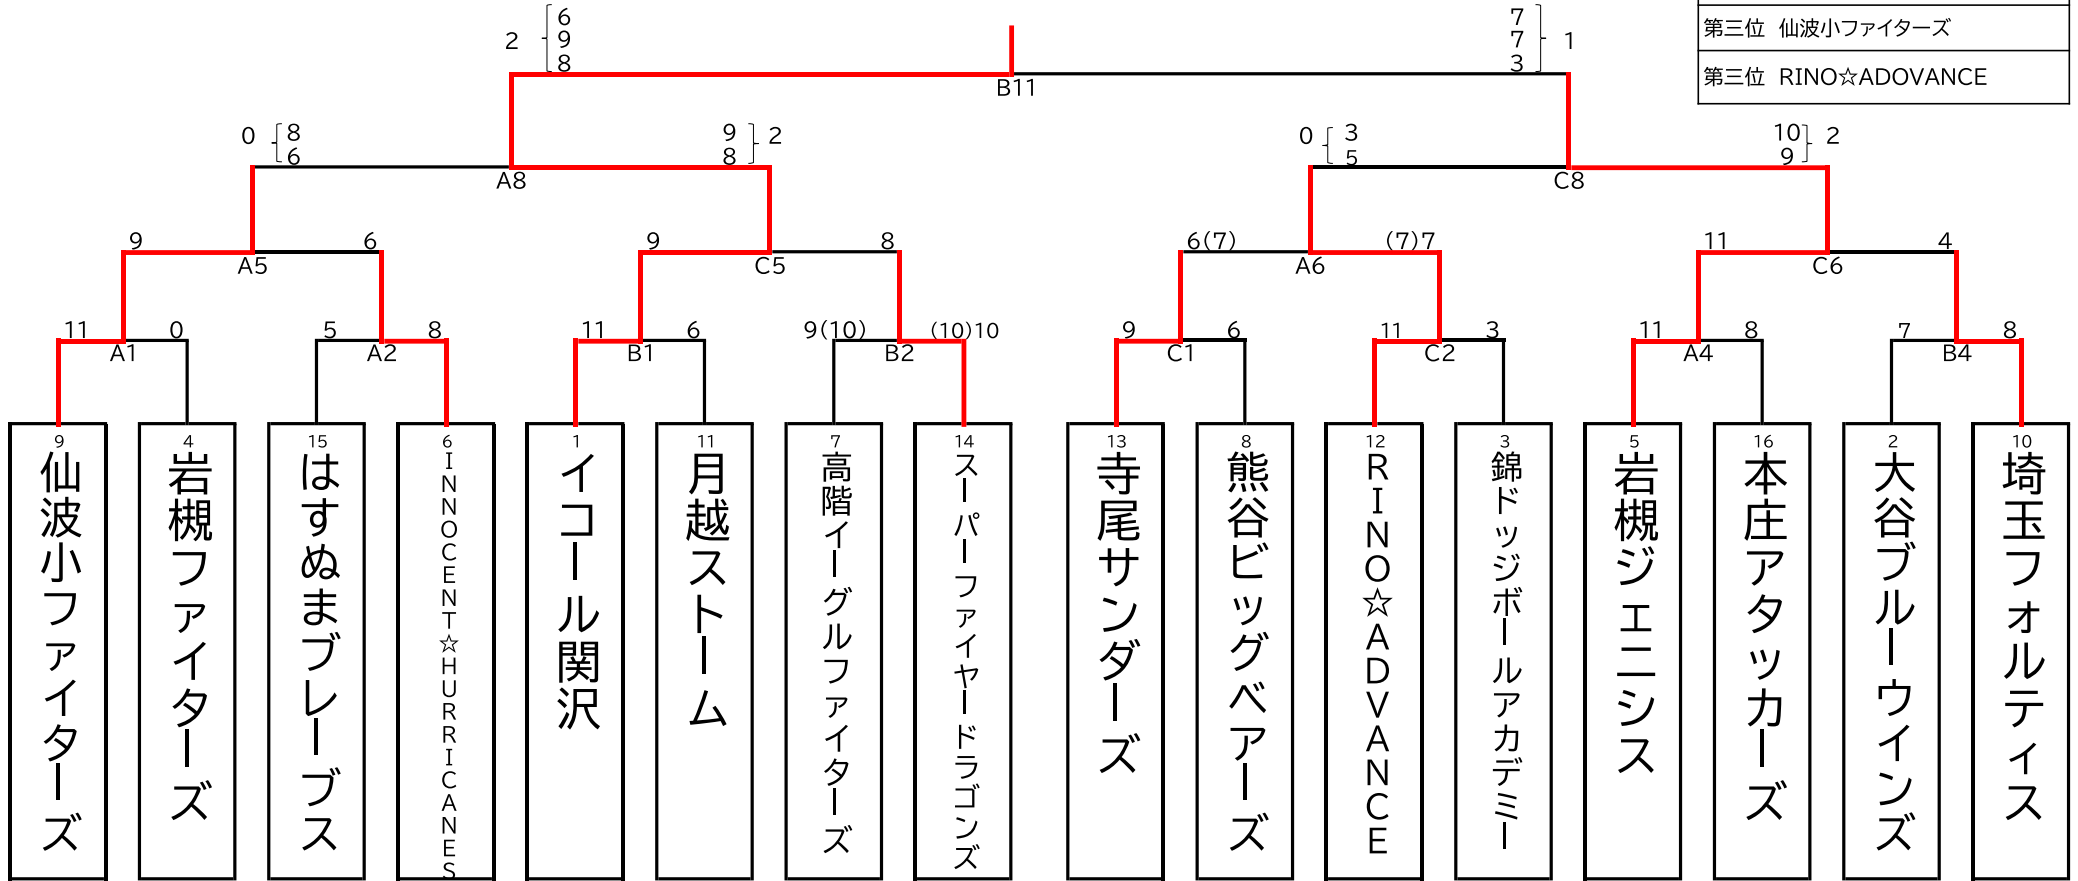 第三位 仙波小ファイターズ
第三位 RINO☆ADOVANCE
2 6 9 8
7 7 3 1
B11
0 8 6
9 8 2
0 3 5
10 9 2
A8
C8
9 6
9 8
6(7) (7)7
11 4
A5
C5
A6
C6
11 0
5 8
11 6
9(10) (10)10
9 6
11 3
11 8
7 8
A1
A2
B1
B2
C1
C2
A4
B4
9
仙波小ファイターズ
4
岩槻ファイターズ
15
はすぬまブレーブス
6
INNOCENT☆HURRICANES
1
イコール関沢
11
月越ストーム
7
高階イーグルファイターズ
14
スーパーファイヤードラゴンズ
13
寺尾サンダーズ
8
熊谷ビッグベアーズ
12
RINO☆ADVANCE
3
錦ドッジボールアカデミー
5
岩槻ジェニシス
16
本庄アタッカーズ
2
大谷ブルーウィンズ
10
埼玉フォルティス